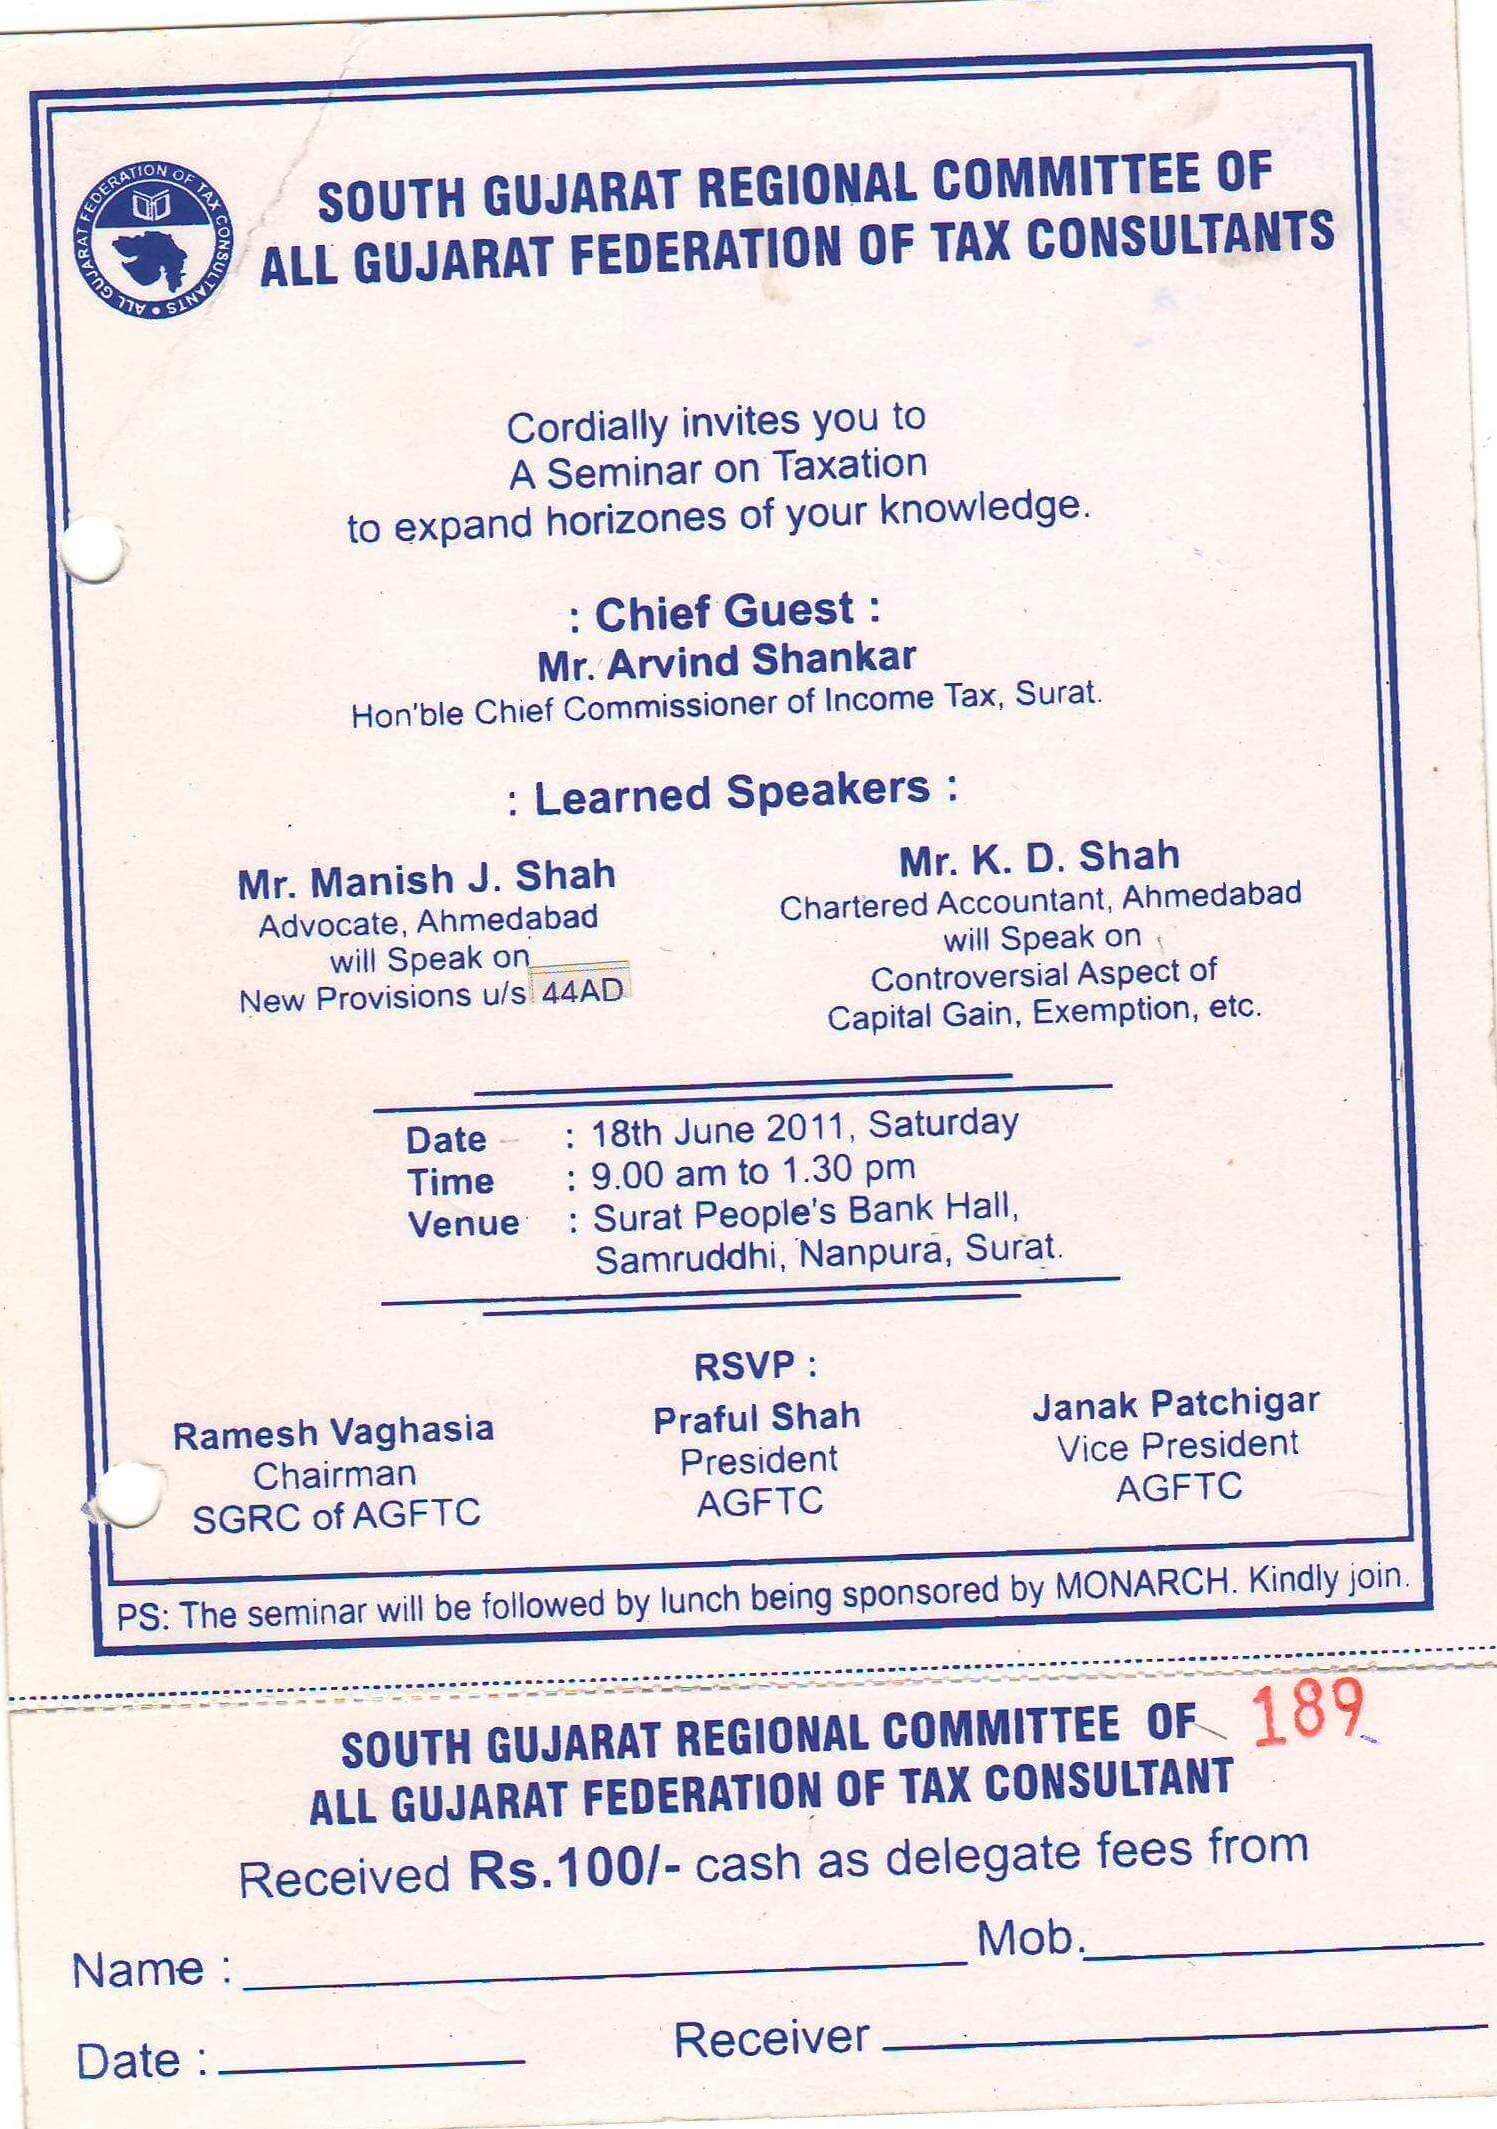 ALL GUJARAT FEDERATION OF TAX CONSULTANTS •
SOUTH GUJARAT REGIONAL COMMITTEE OF
ALL GUJARAT FEDERATION OF TAX CONSULTANTS
Cordially invites you to
A Seminar on Taxation
to expand horizones of your knowledge.
: Chief Guest :
Mr. Arvind Shankar
Hon'ble Chief Commissioner of Income Tax, Surat.
: Learned Speakers :
Mr. Manish J. Shah
Advocate, Ahmedabad
will Speak on
New Provisions u/s 44AD
Mr. K. D. Shah
Chartered Accountant, Ahmedabad
will Speak on
Controversial Aspect of
Capital Gain, Exemption, etc.
Date : 18th June 2011, Saturday
Time : 9.00 am to 1.30 pm
Venue : Surat People's Bank Hall,
Samruddhi, Nanpura, Surat.
RSVP :
Ramesh Vaghasia
Chairman
SGRC of AGFTC
Praful Shah
President
AGFTC
Janak Patchigar
Vice President
AGFTC
PS: The seminar will be followed by lunch being sponsored by MONARCH. Kindly join.
SOUTH GUJARAT REGIONAL COMMITTEE OF 189
ALL GUJARAT FEDERATION OF TAX CONSULTANT
Received Rs.100/- cash as delegate fees from
Name : Mob.
Date : Receiver